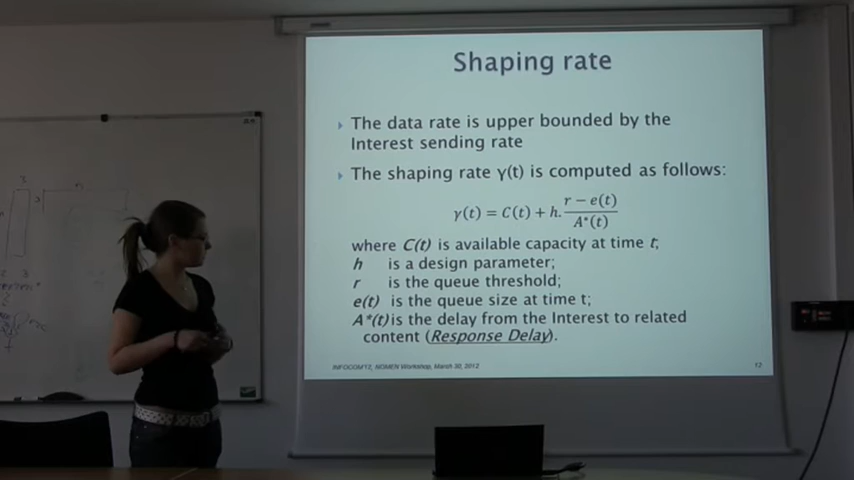 Shaping rate
The data rate is upper bounded by the
Interest sending rate
The shaping rate γ(t) is computed as follows:
γ(t) = C(t) + h. r − e(t) / A*(t)
where C(t) is available capacity at time t;
h is a design parameter;
r is the queue threshold;
e(t) is the queue size at time t;
A*(t) is the delay from the Interest to related
content (Response Delay).
INFOCOM'12, NOMEN Workshop, March 30, 2012
12